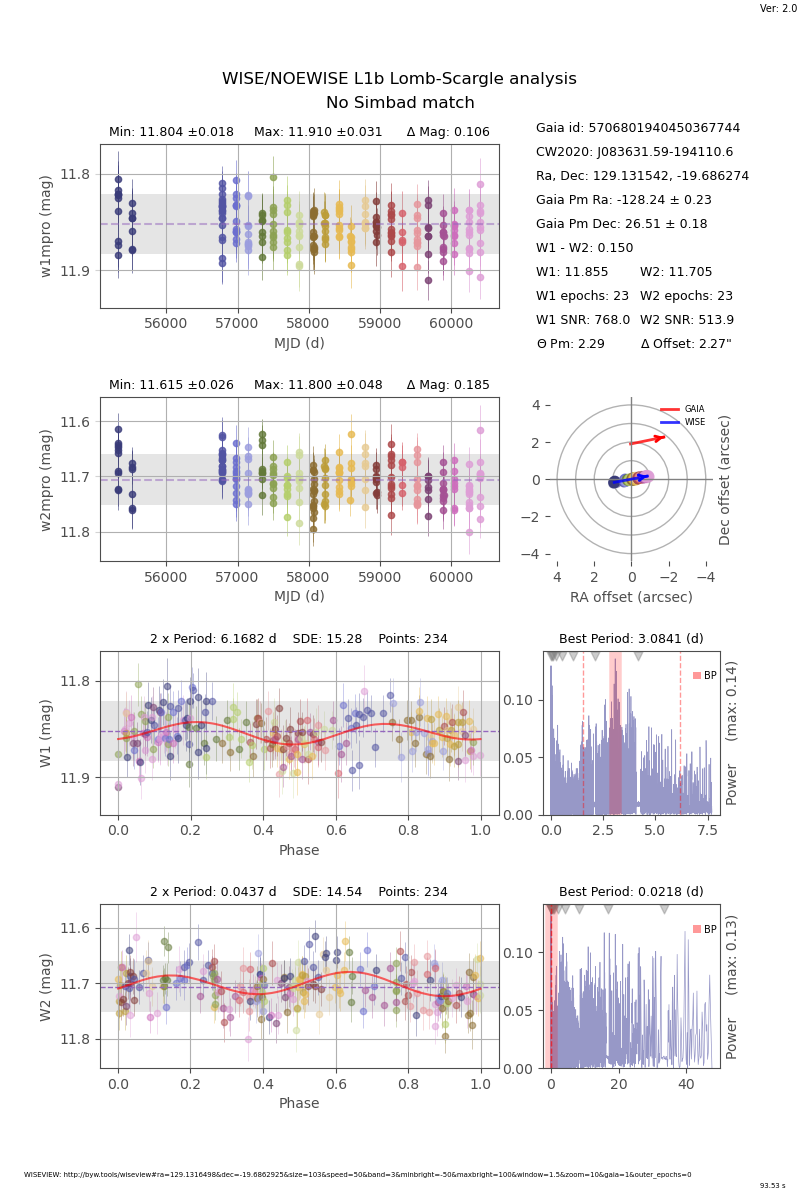 Ver: 2.0
WISE/NOEWISE L1b Lomb-Scargle analysis
No Simbad match
Min: 11.804 ±0.018 Max: 11.910 ±0.031 Δ Mag: 0.106
11.8
11.9
w1mpro (mag)
56000 57000 58000 59000 60000
MJD (d)
Gaia id: 5706801940450367744
CW2020: J083631.59-194110.6
Ra, Dec: 129.131542, -19.686274
Gaia Pm Ra: -128.24 ± 0.23
Gaia Pm Dec: 26.51 ± 0.18
W1 - W2: 0.150
W1: 11.855 W2: 11.705
W1 epochs: 23 W2 epochs: 23
W1 SNR: 768.0 W2 SNR: 513.9
Θ Pm: 2.29 Δ Offset: 2.27"
Min: 11.615 ±0.026 Max: 11.800 ±0.048 Δ Mag: 0.185
11.6
11.7
11.8
w2mpro (mag)
56000 57000 58000 59000 60000
MJD (d)
GAIA
WISE
4
2
0
−2
−4
4 2 0 −2 −4
RA offset (arcsec)
Dec offset (arcsec)
2 x Period: 6.1682 d SDE: 15.28 Points: 234
11.8
11.9
W1 (mag)
0.0 0.2 0.4 0.6 0.8 1.0
Phase
Best Period: 3.0841 (d)
BP
0.10
0.05
0.00
0.0 2.5 5.0 7.5
Power (max: 0.14)
2 x Period: 0.0437 d SDE: 14.54 Points: 234
11.6
11.7
11.8
W2 (mag)
0.0 0.2 0.4 0.6 0.8 1.0
Phase
Best Period: 0.0218 (d)
BP
0.10
0.05
0.00
0 20 40
Power (max: 0.13)
WISEVIEW: http://byw.tools/wiseview#ra=129.1316498&dec=-19.6862925&size=103&speed=50&band=3&minbright=-50&maxbright=100&window=1.5&zoom=10&gaia=1&outer_epochs=0
93.53 s